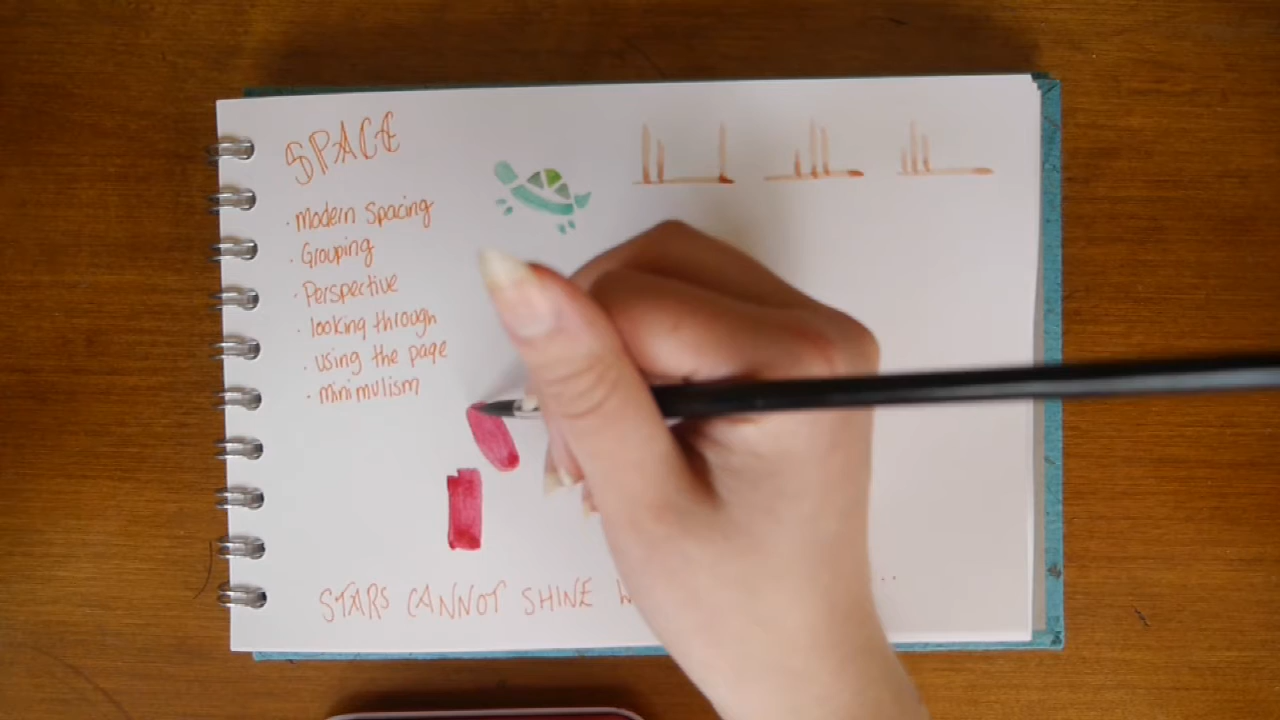 SPACE
· Modern Spacing
· Grouping
· Perspective
· looking through
· using the page
· minimulism
STARS CANNOT SHINE